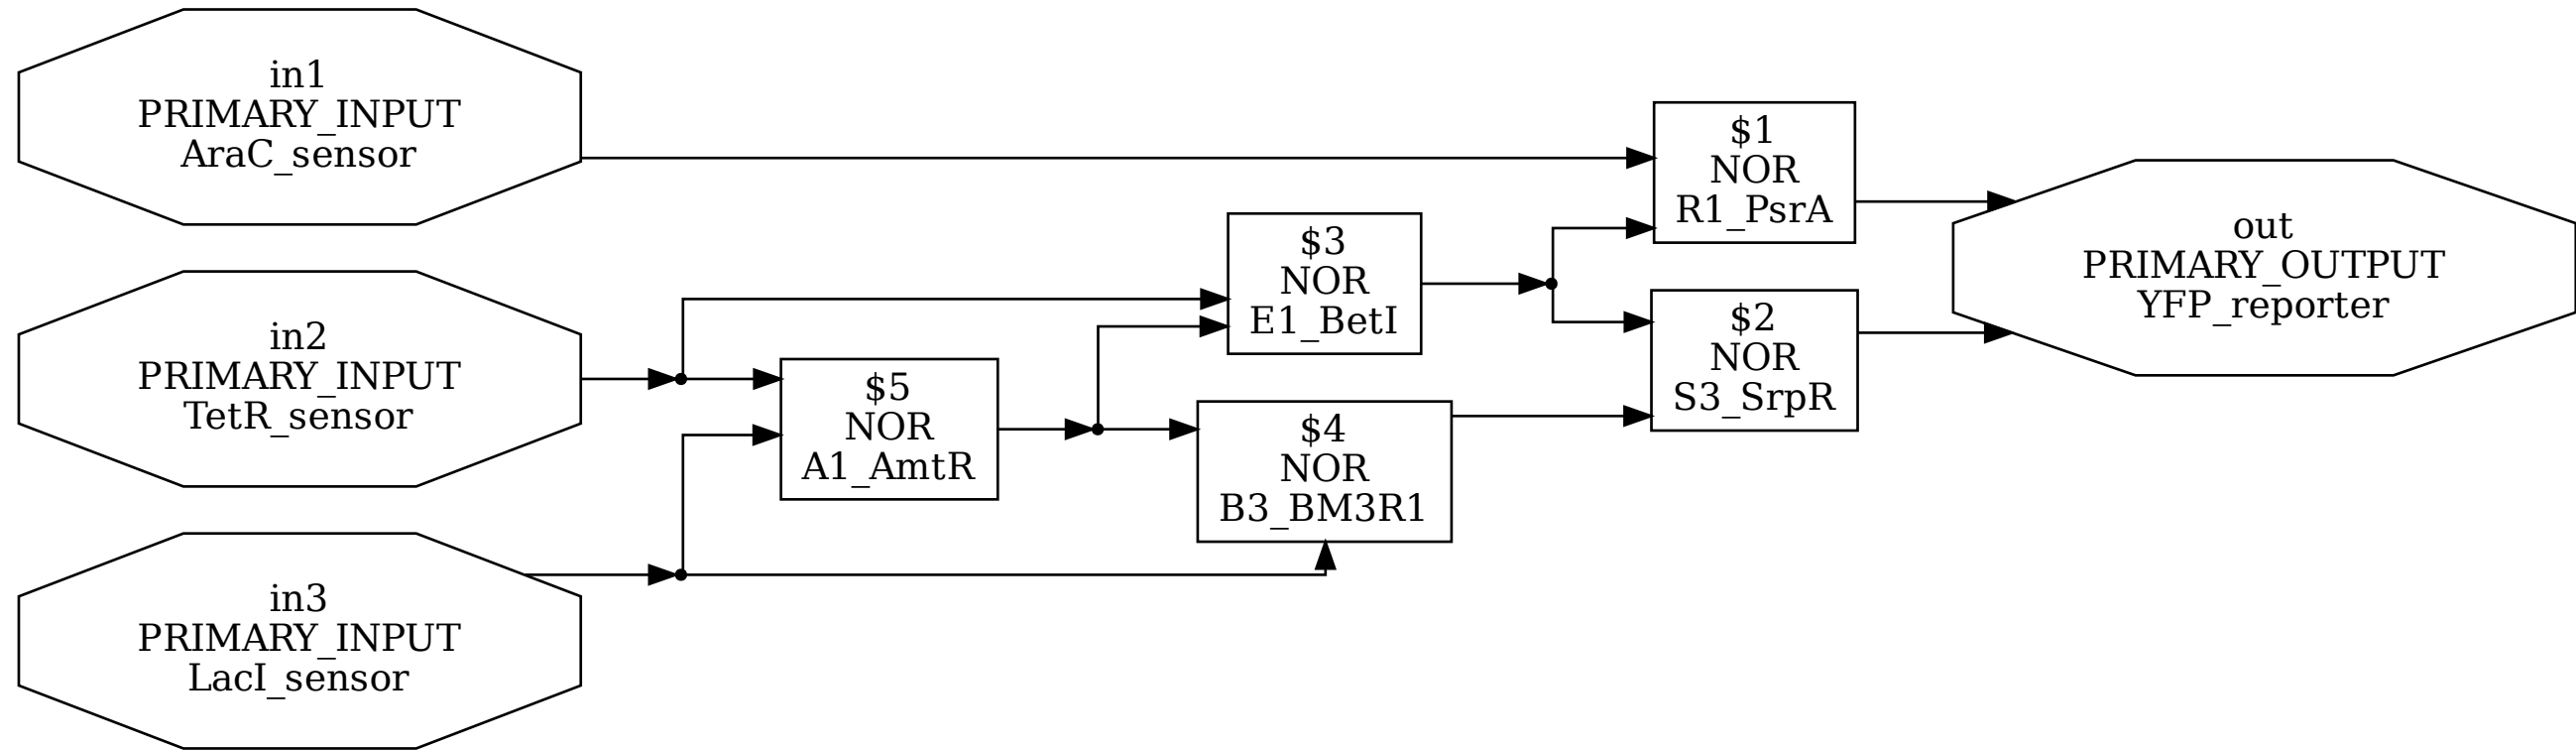 in1
PRIMARY_INPUT
AraC_sensor
in2
PRIMARY_INPUT
TetR_sensor
in3
PRIMARY_INPUT
LacI_sensor
$5
NOR
A1_AmtR
$3
NOR
E1_BetI
$4
NOR
B3_BM3R1
$1
NOR
R1_PsrA
$2
NOR
S3_SrpR
out
PRIMARY_OUTPUT
YFP_reporter